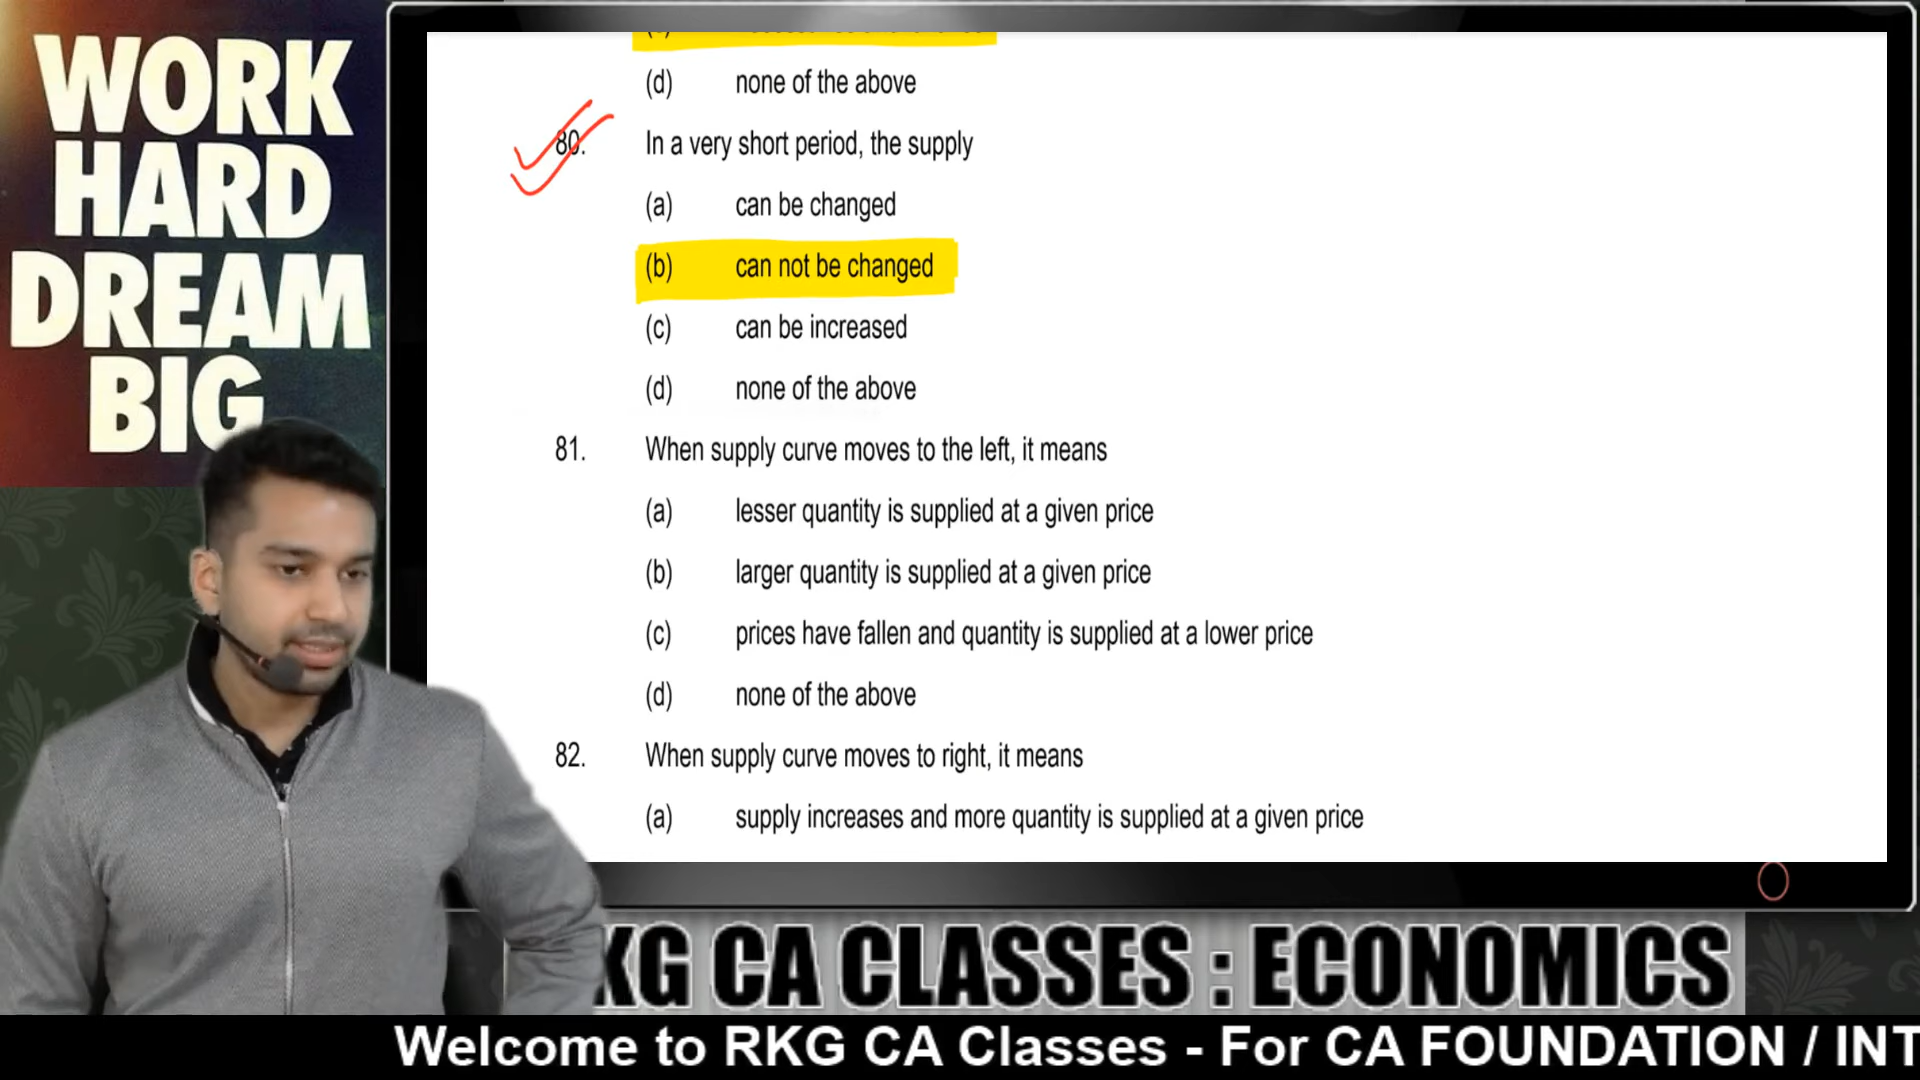 WORK
HARD
DREAM
BIG
(d) none of the above
80. In a very short period, the supply
(a) can be changed
(b) can not be changed
(c) can be increased
(d) none of the above
81. When supply curve moves to the left, it means
(a) lesser quantity is supplied at a given price
(b) larger quantity is supplied at a given price
(c) prices have fallen and quantity is supplied at a lower price
(d) none of the above
82. When supply curve moves to right, it means
(a) supply increases and more quantity is supplied at a given price
KG CA CLASSES : ECONOMICS
Welcome to RKG CA Classes - For CA FOUNDATION / INT